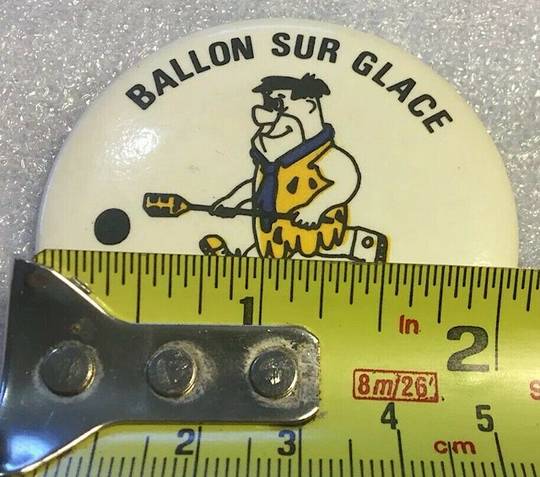 BALLON SUR GLACE
1 In 2
8m/26'
2 3 4 5
cm